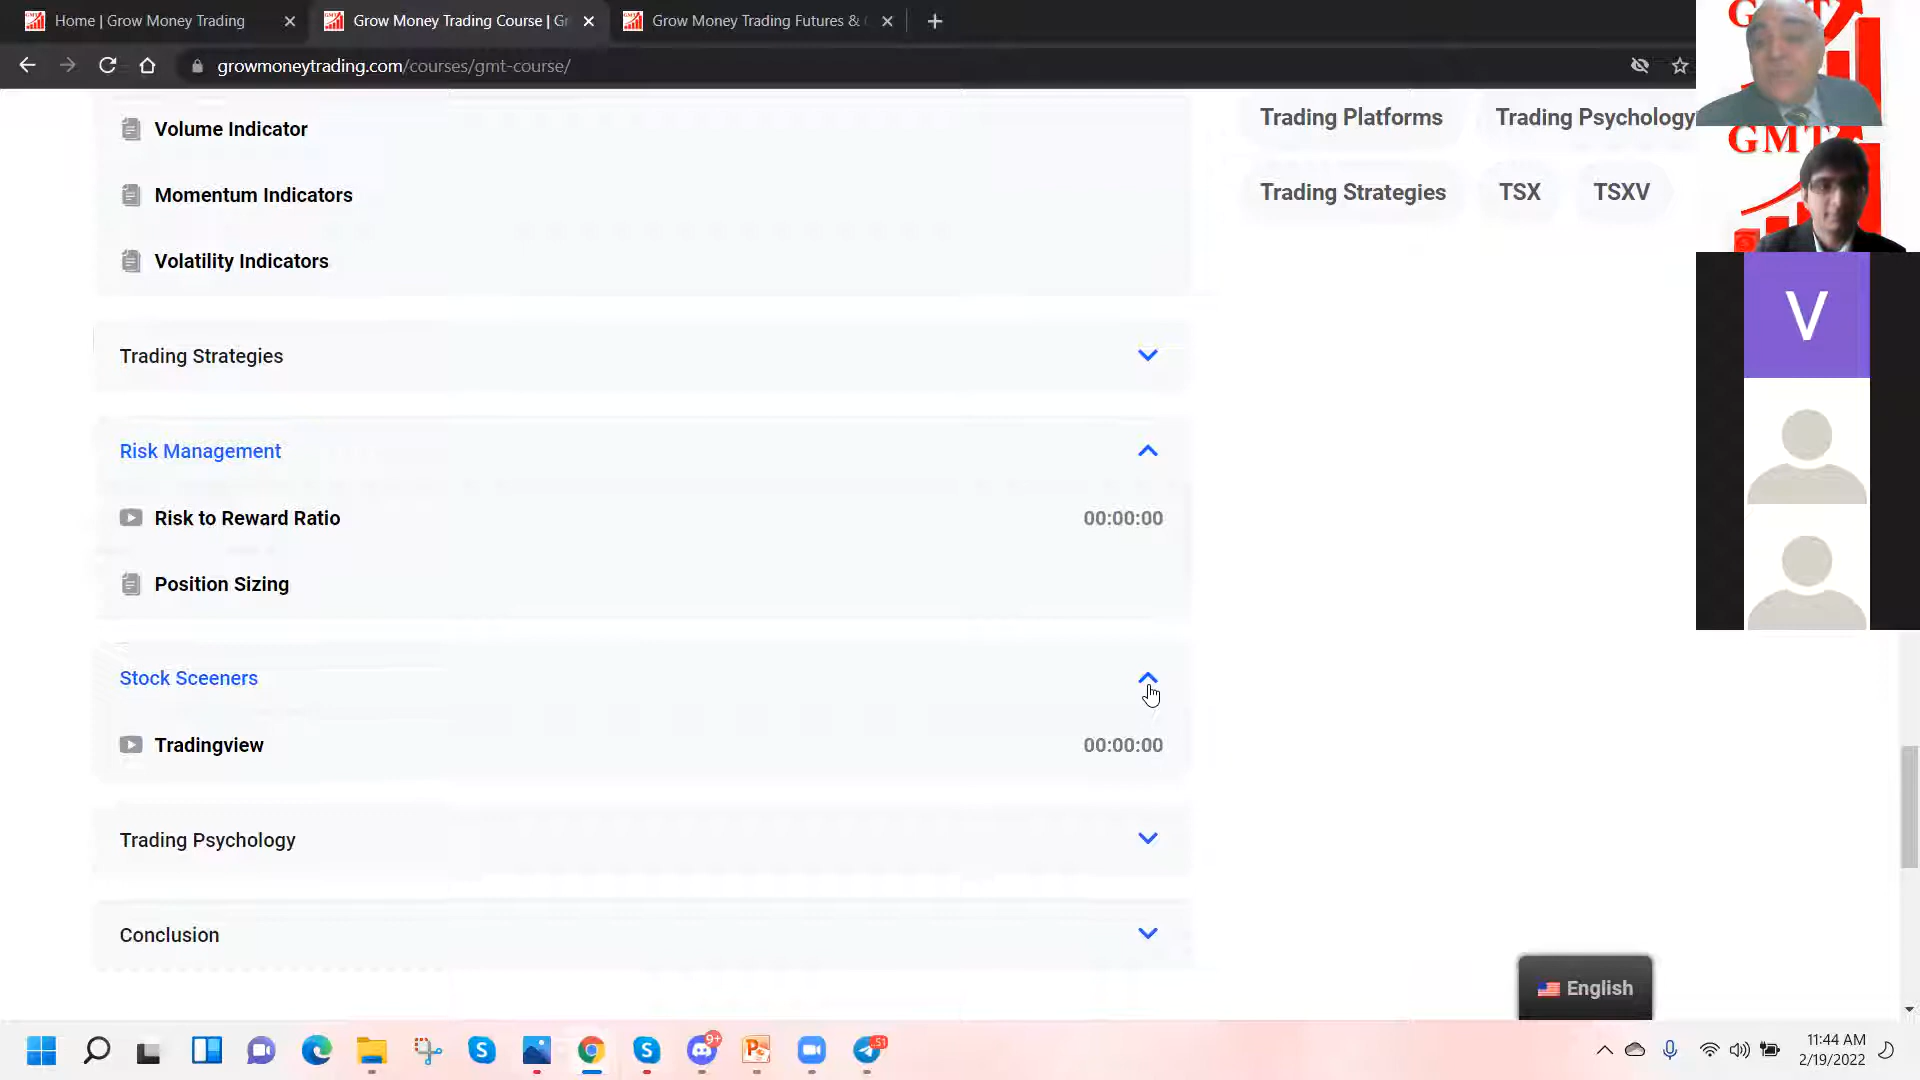 Home | Grow Money Trading
Grow Money Trading Course | Gr
Grow Money Trading Futures &
growmoneytrading.com/courses/gmt-course/
GMT
GMT
Volume Indicator
Momentum Indicators
Volatility Indicators
Trading Platforms
Trading Psychology
Trading Strategies
TSX
TSXV
V
Trading Strategies
Risk Management
Risk to Reward Ratio
00:00:00
Position Sizing
Stock Sceeners
Tradingview
00:00:00
Trading Psychology
Conclusion
English
9+
51
11:44 AM
2/19/2022